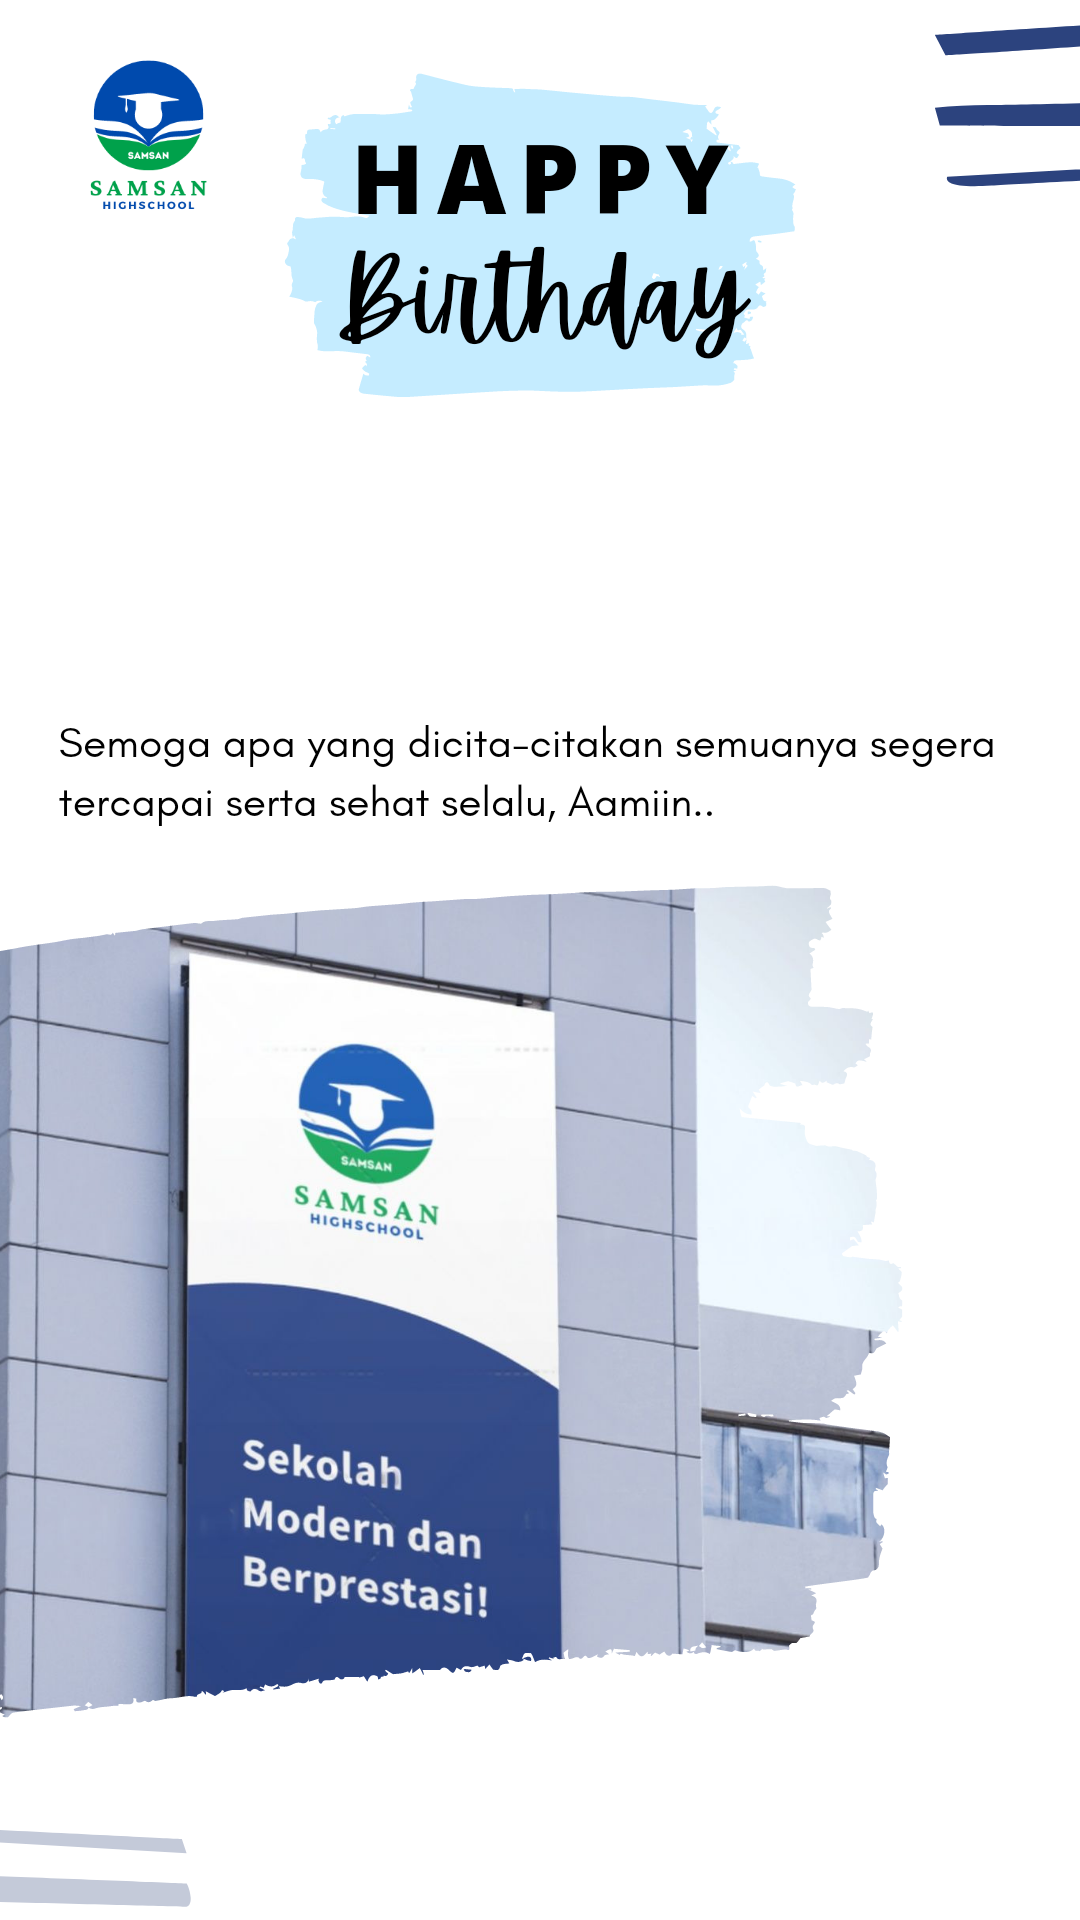 SAMSAN
SAMSAN
HIGHSCHOOL
HAPPY
Birthday
Semoga apa yang dicita-citakan semuanya segera
tercapai serta sehat selalu, Aamiin..
SAMSAN
SAMSAN
HIGHSCHOOL
Sekolah
Modern dan
Berprestasi!